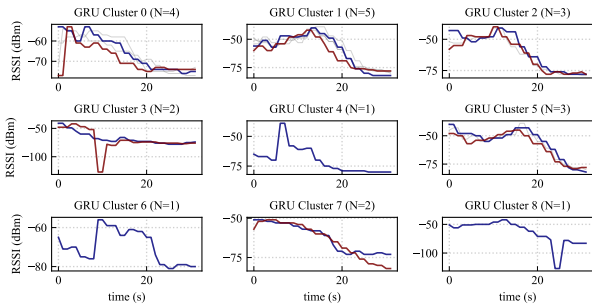 GRU Cluster 0 (N=4) GRU Cluster 1 (N=5) GRU Cluster 2 (N=3)
RSSI (dBm)
−60
−70
−50
−75
−50
−75
0 20 0 20 0 20
GRU Cluster 3 (N=2) GRU Cluster 4 (N=1) GRU Cluster 5 (N=3)
RSSI (dBm)
−50
−100
−50
−75
−50
−75
0 20 0 20 0 20
GRU Cluster 6 (N=1) GRU Cluster 7 (N=2) GRU Cluster 8 (N=1)
RSSI (dBm)
−60
−80
−50
−75
−50
−100
0 20 0 20 0 20
time (s) time (s) time (s)